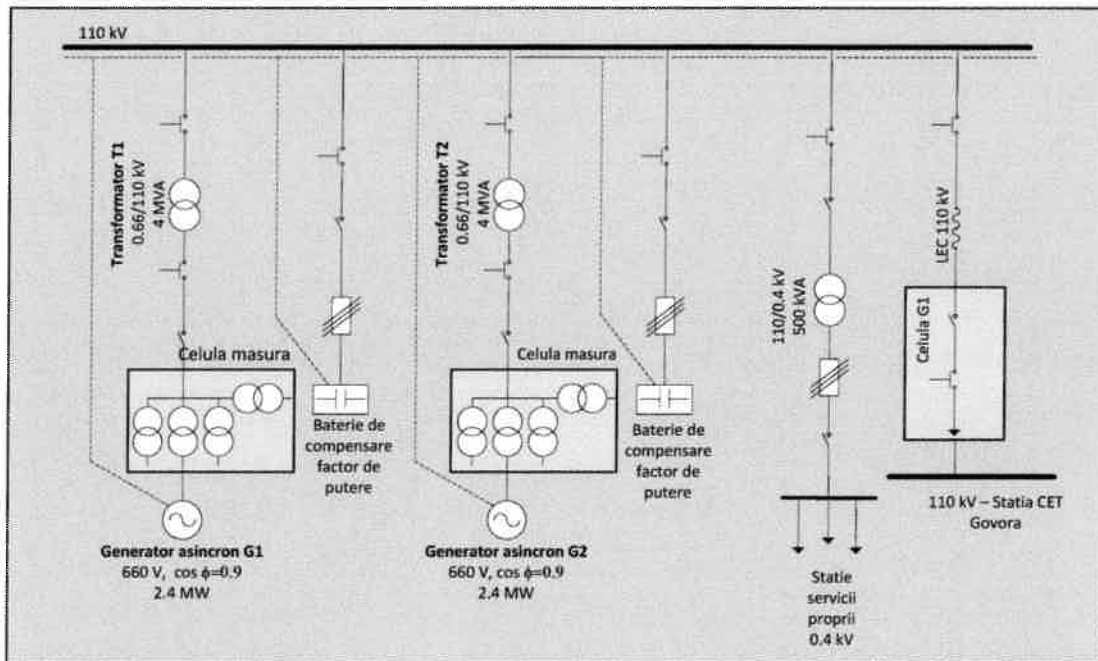 110 kV
Transformator T1
0.66/110 kV
4 MVA
Transformator T2
0.66/110 kV
4 MVA
110/0.4 kV
500 kVA
LEC 110 kV
Celula G1
Celula masura
Celula masura
Baterie de
compensare
factor de
putere
Baterie de
compensare
factor de
putere
110 kV – Statia CET
Govora
Generator asincron G1
660 V, cos ϕ=0.9
2.4 MW
Generator asincron G2
660 V, cos ϕ=0.9
2.4 MW
Statie
servicii
proprii
0.4 kV